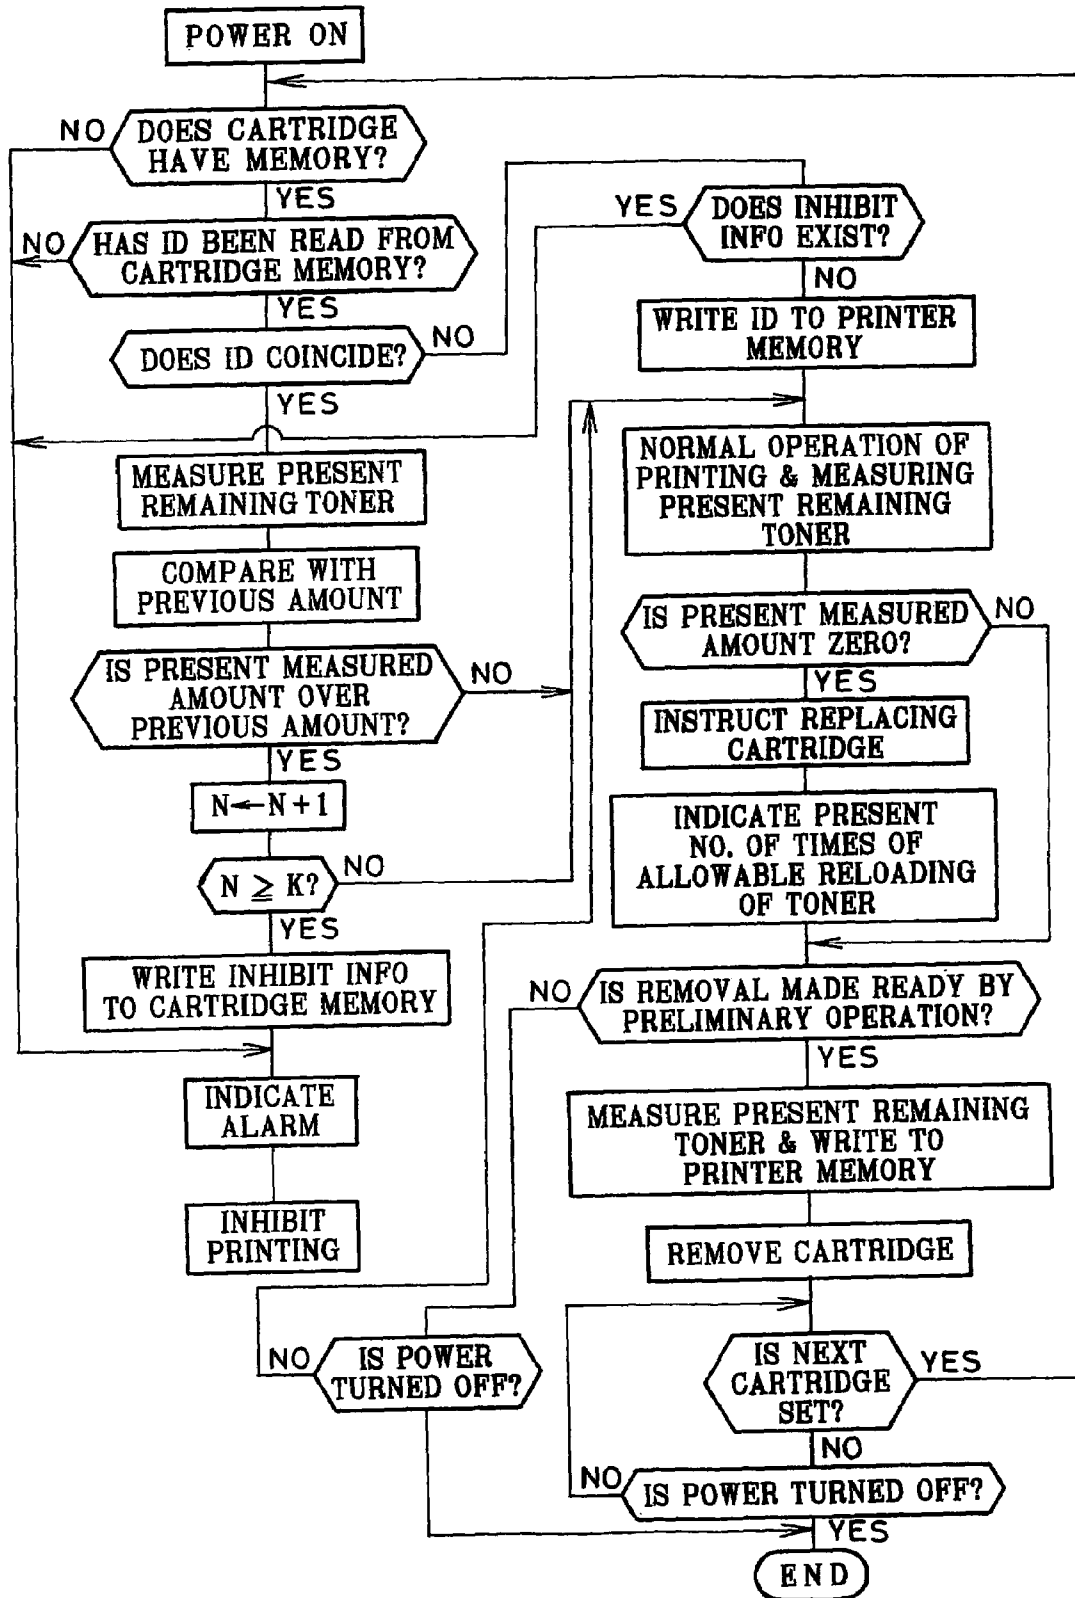 POWER ON
NO
DOES CARTRIDGE
HAVE MEMORY?
YES
NO
HAS ID BEEN READ FROM
CARTRIDGE MEMORY?
YES
DOES ID COINCIDE?
NO
YES
MEASURE PRESENT
REMAINING TONER
COMPARE WITH
PREVIOUS AMOUNT
IS PRESENT MEASURED
AMOUNT OVER
PREVIOUS AMOUNT?
NO
YES
N←N+1
N ≧ K?
NO
YES
WRITE INHIBIT INFO
TO CARTRIDGE MEMORY
INDICATE
ALARM
INHIBIT
PRINTING
YES
DOES INHIBIT
INFO EXIST?
NO
WRITE ID TO PRINTER
MEMORY
NORMAL OPERATION OF
PRINTING & MEASURING
PRESENT REMAINING
TONER
IS PRESENT MEASURED
AMOUNT ZERO?
NO
YES
INSTRUCT REPLACING
CARTRIDGE
INDICATE PRESENT
NO. OF TIMES OF
ALLOWABLE RELOADING
OF TONER
NO
IS REMOVAL MADE READY BY
PRELIMINARY OPERATION?
YES
MEASURE PRESENT REMAINING
TONER & WRITE TO
PRINTER MEMORY
REMOVE CARTRIDGE
NO
IS POWER
TURNED OFF?
IS NEXT
CARTRIDGE
SET?
YES
NO
NO
IS POWER TURNED OFF?
YES
END